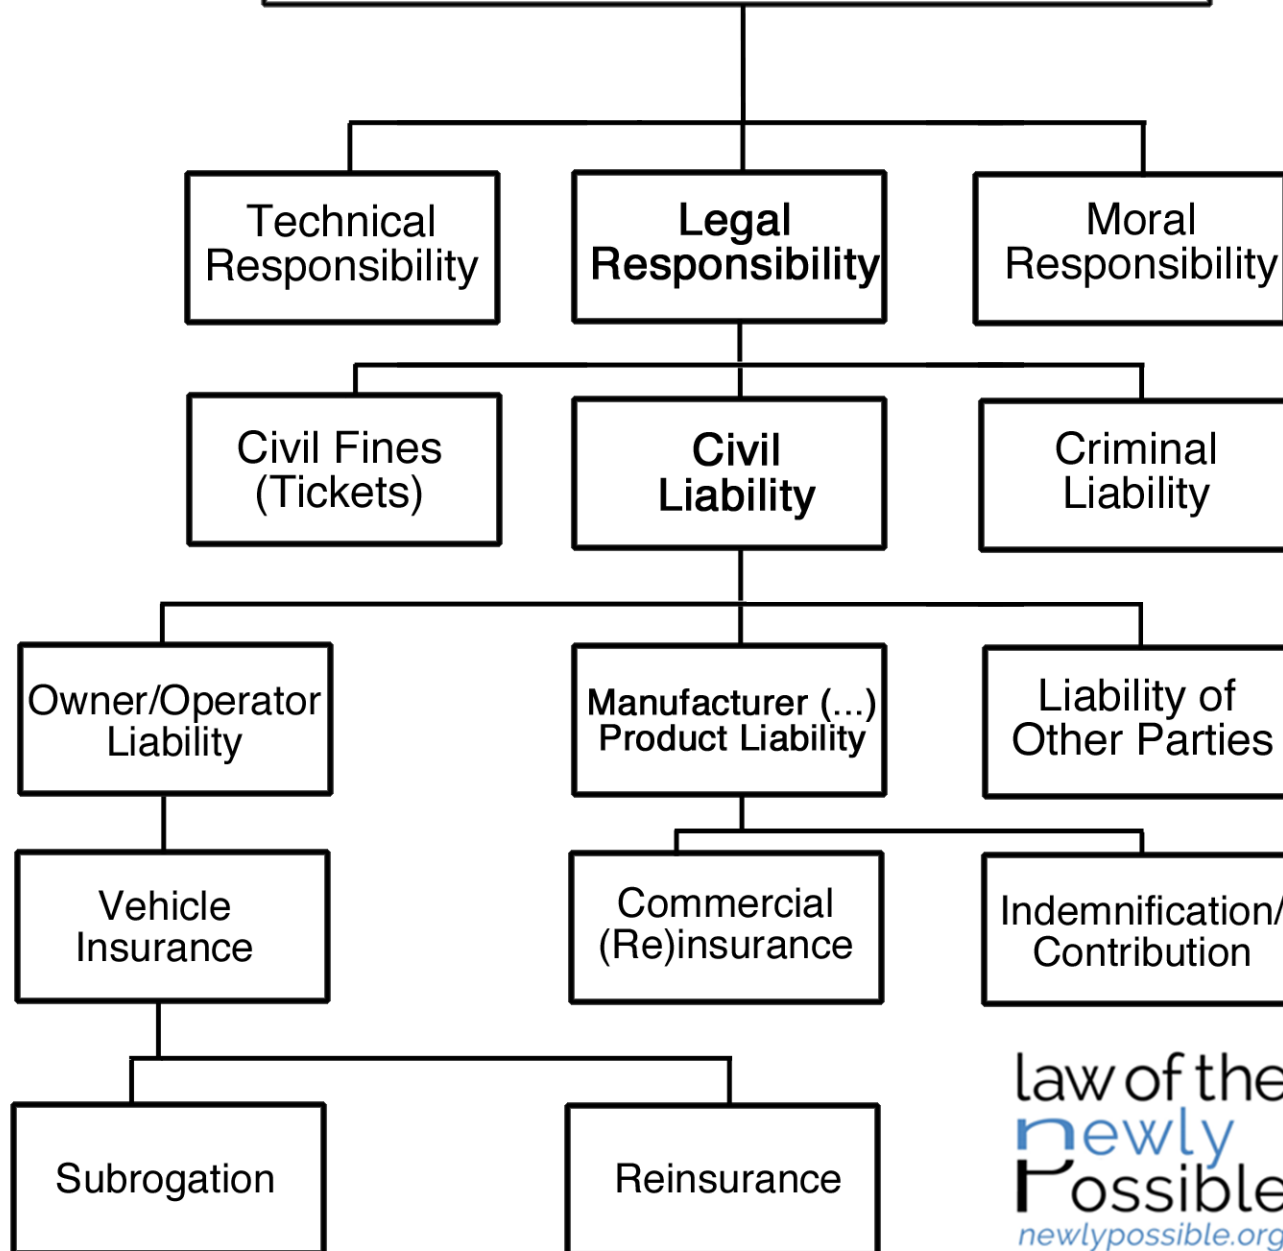 Technical
Responsibility
Legal
Responsibility
Moral
Responsibility
Civil Fines
(Tickets)
Civil
Liability
Criminal
Liability
Owner/Operator
Liability
Manufacturer (...)
Product Liability
Liability of
Other Parties
Vehicle
Insurance
Commercial
(Re)insurance
Indemnification/
Contribution
Subrogation
Reinsurance
law of the
newly
Possible
newlypossible.org